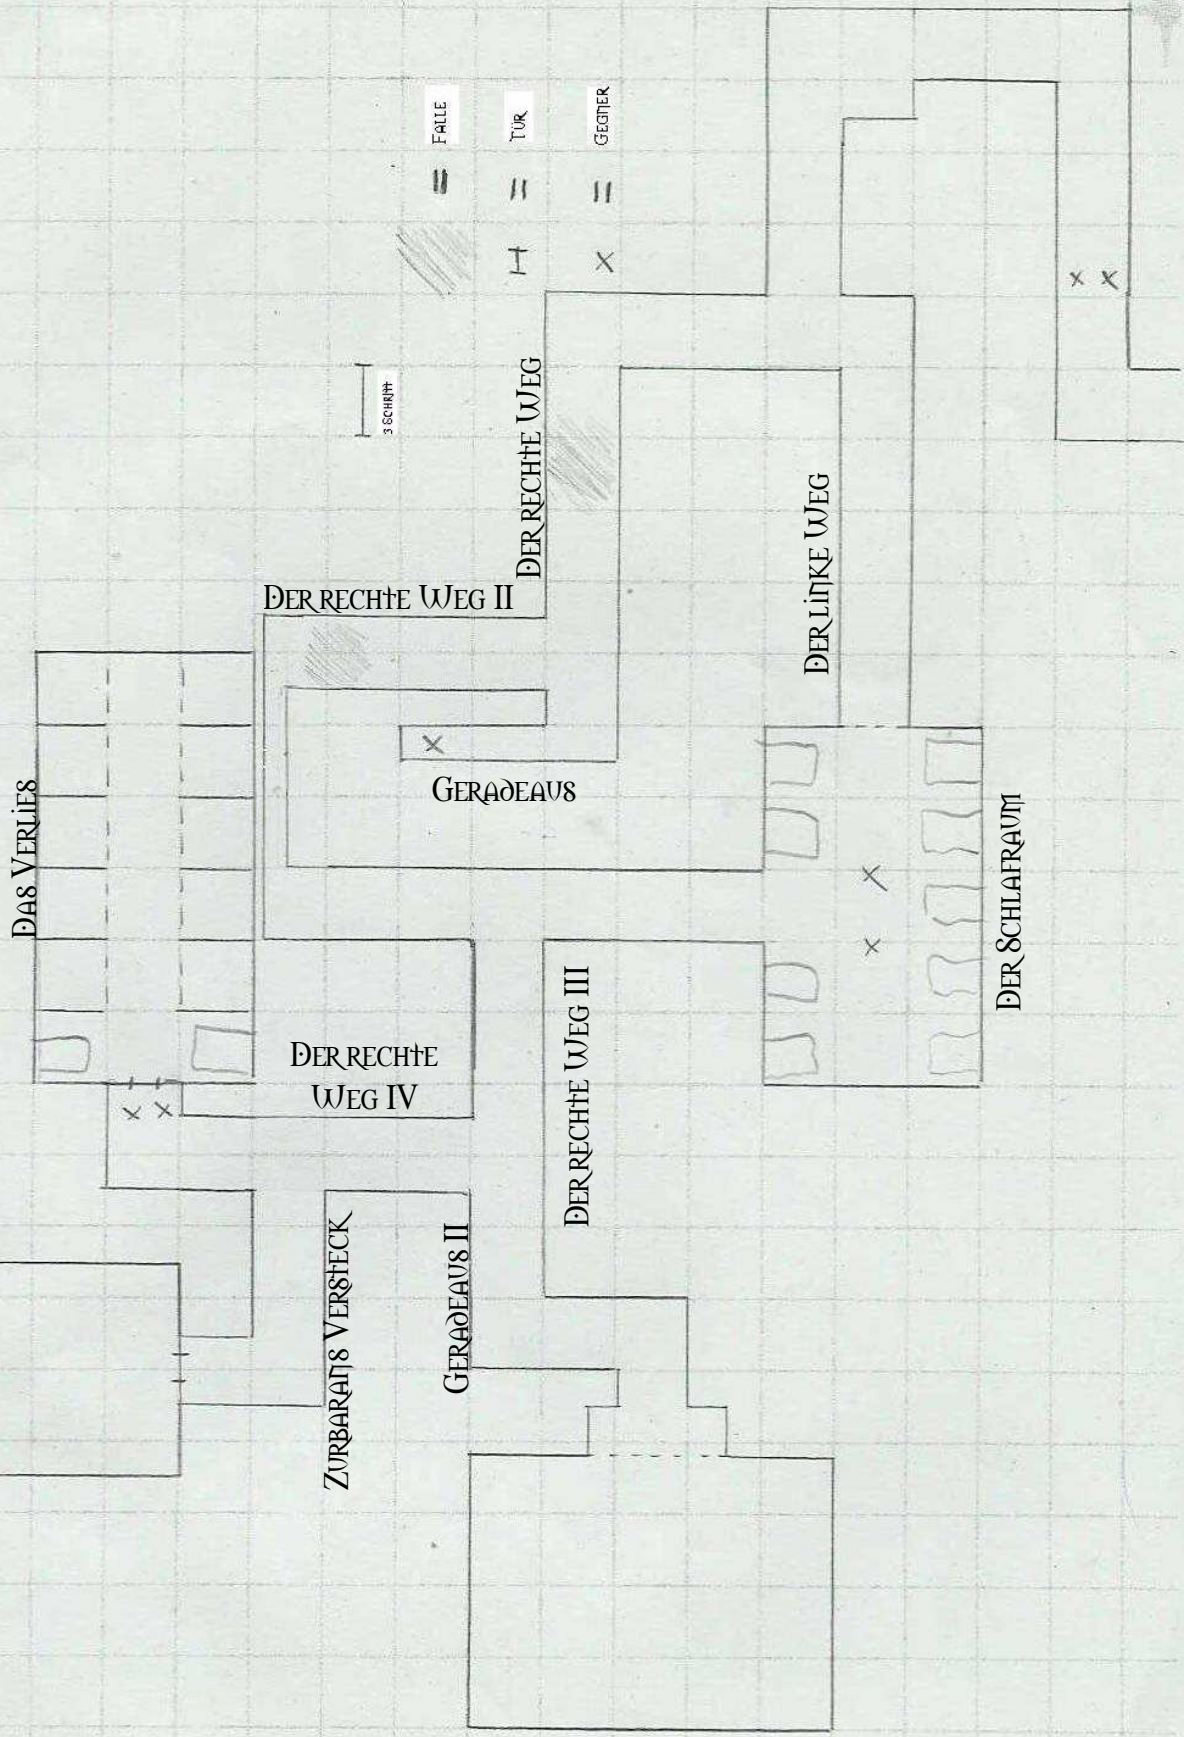 = Falle
= Tür
= Gegner
3 Schritt
Der rechte Weg
Der rechte Weg II
Das Verlies
Geradeaus
Der linke Weg
Der Schlafraum
Der rechte
Weg IV
Der rechte Weg III
Zurbarans Versteck
Geradeaus II